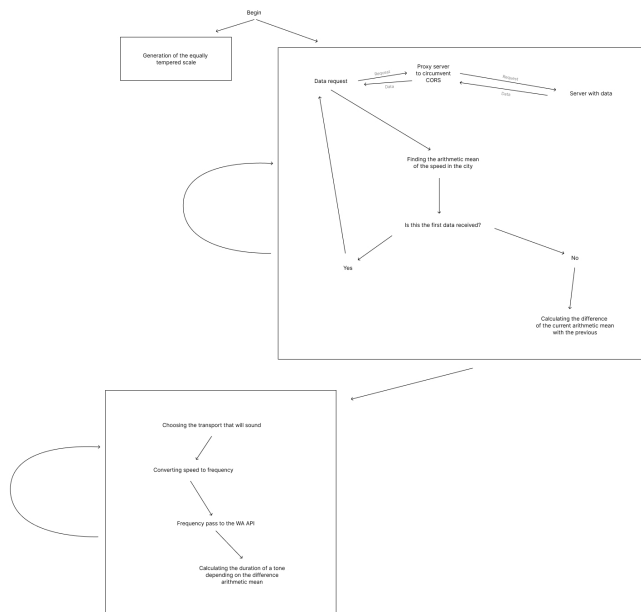 Begin
Generation of the equally
tempered scale
Proxy server
to circumvent
CORS
Request
Data
Request
Data
Data request
Server with data
Finding the arithmetic mean
of the speed in the city
Is this the first data received?
Yes
No
Calculating the difference
of the current arithmetic mean
with the previous
Choosing the transport that will sound
Converting speed to frequency
Frequency pass to the WA API
Calculating the duration of a tone
depending on the difference
arithmetic mean